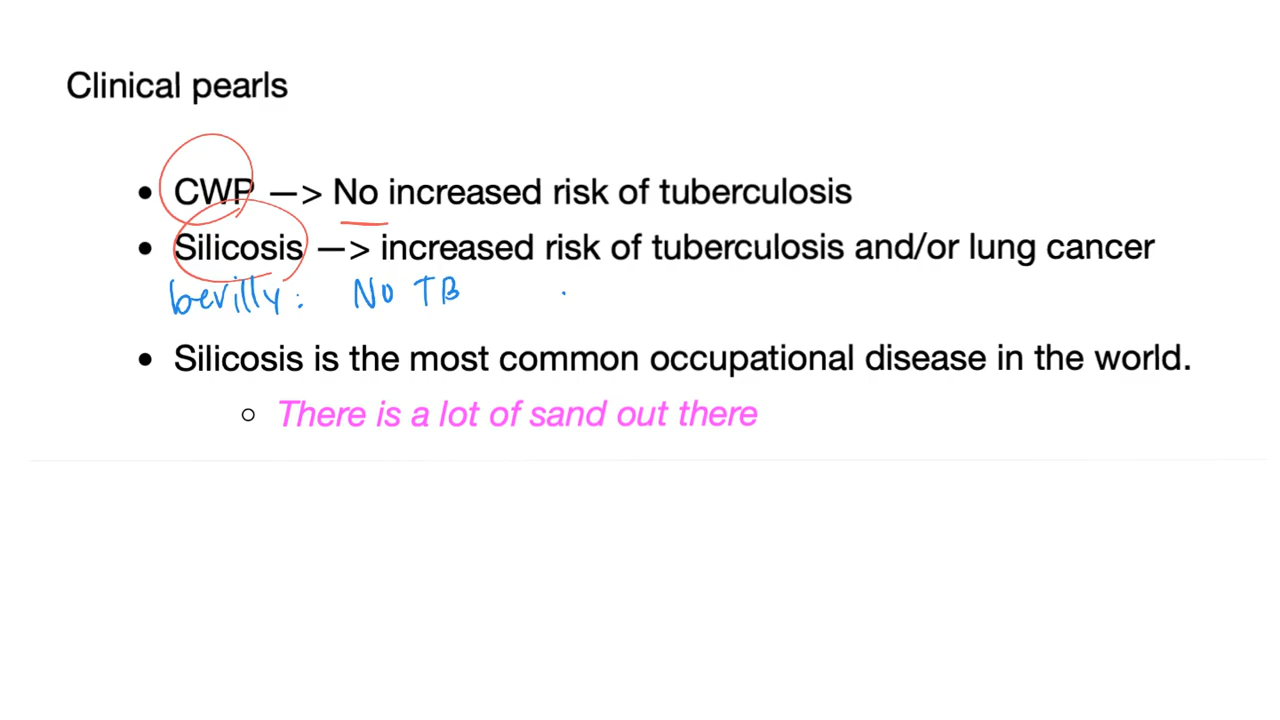 Clinical pearls
• CWP —> No increased risk of tuberculosis
• Silicosis —> increased risk of tuberculosis and/or lung cancer
berilly: No TB
• Silicosis is the most common occupational disease in the world.
○ There is a lot of sand out there